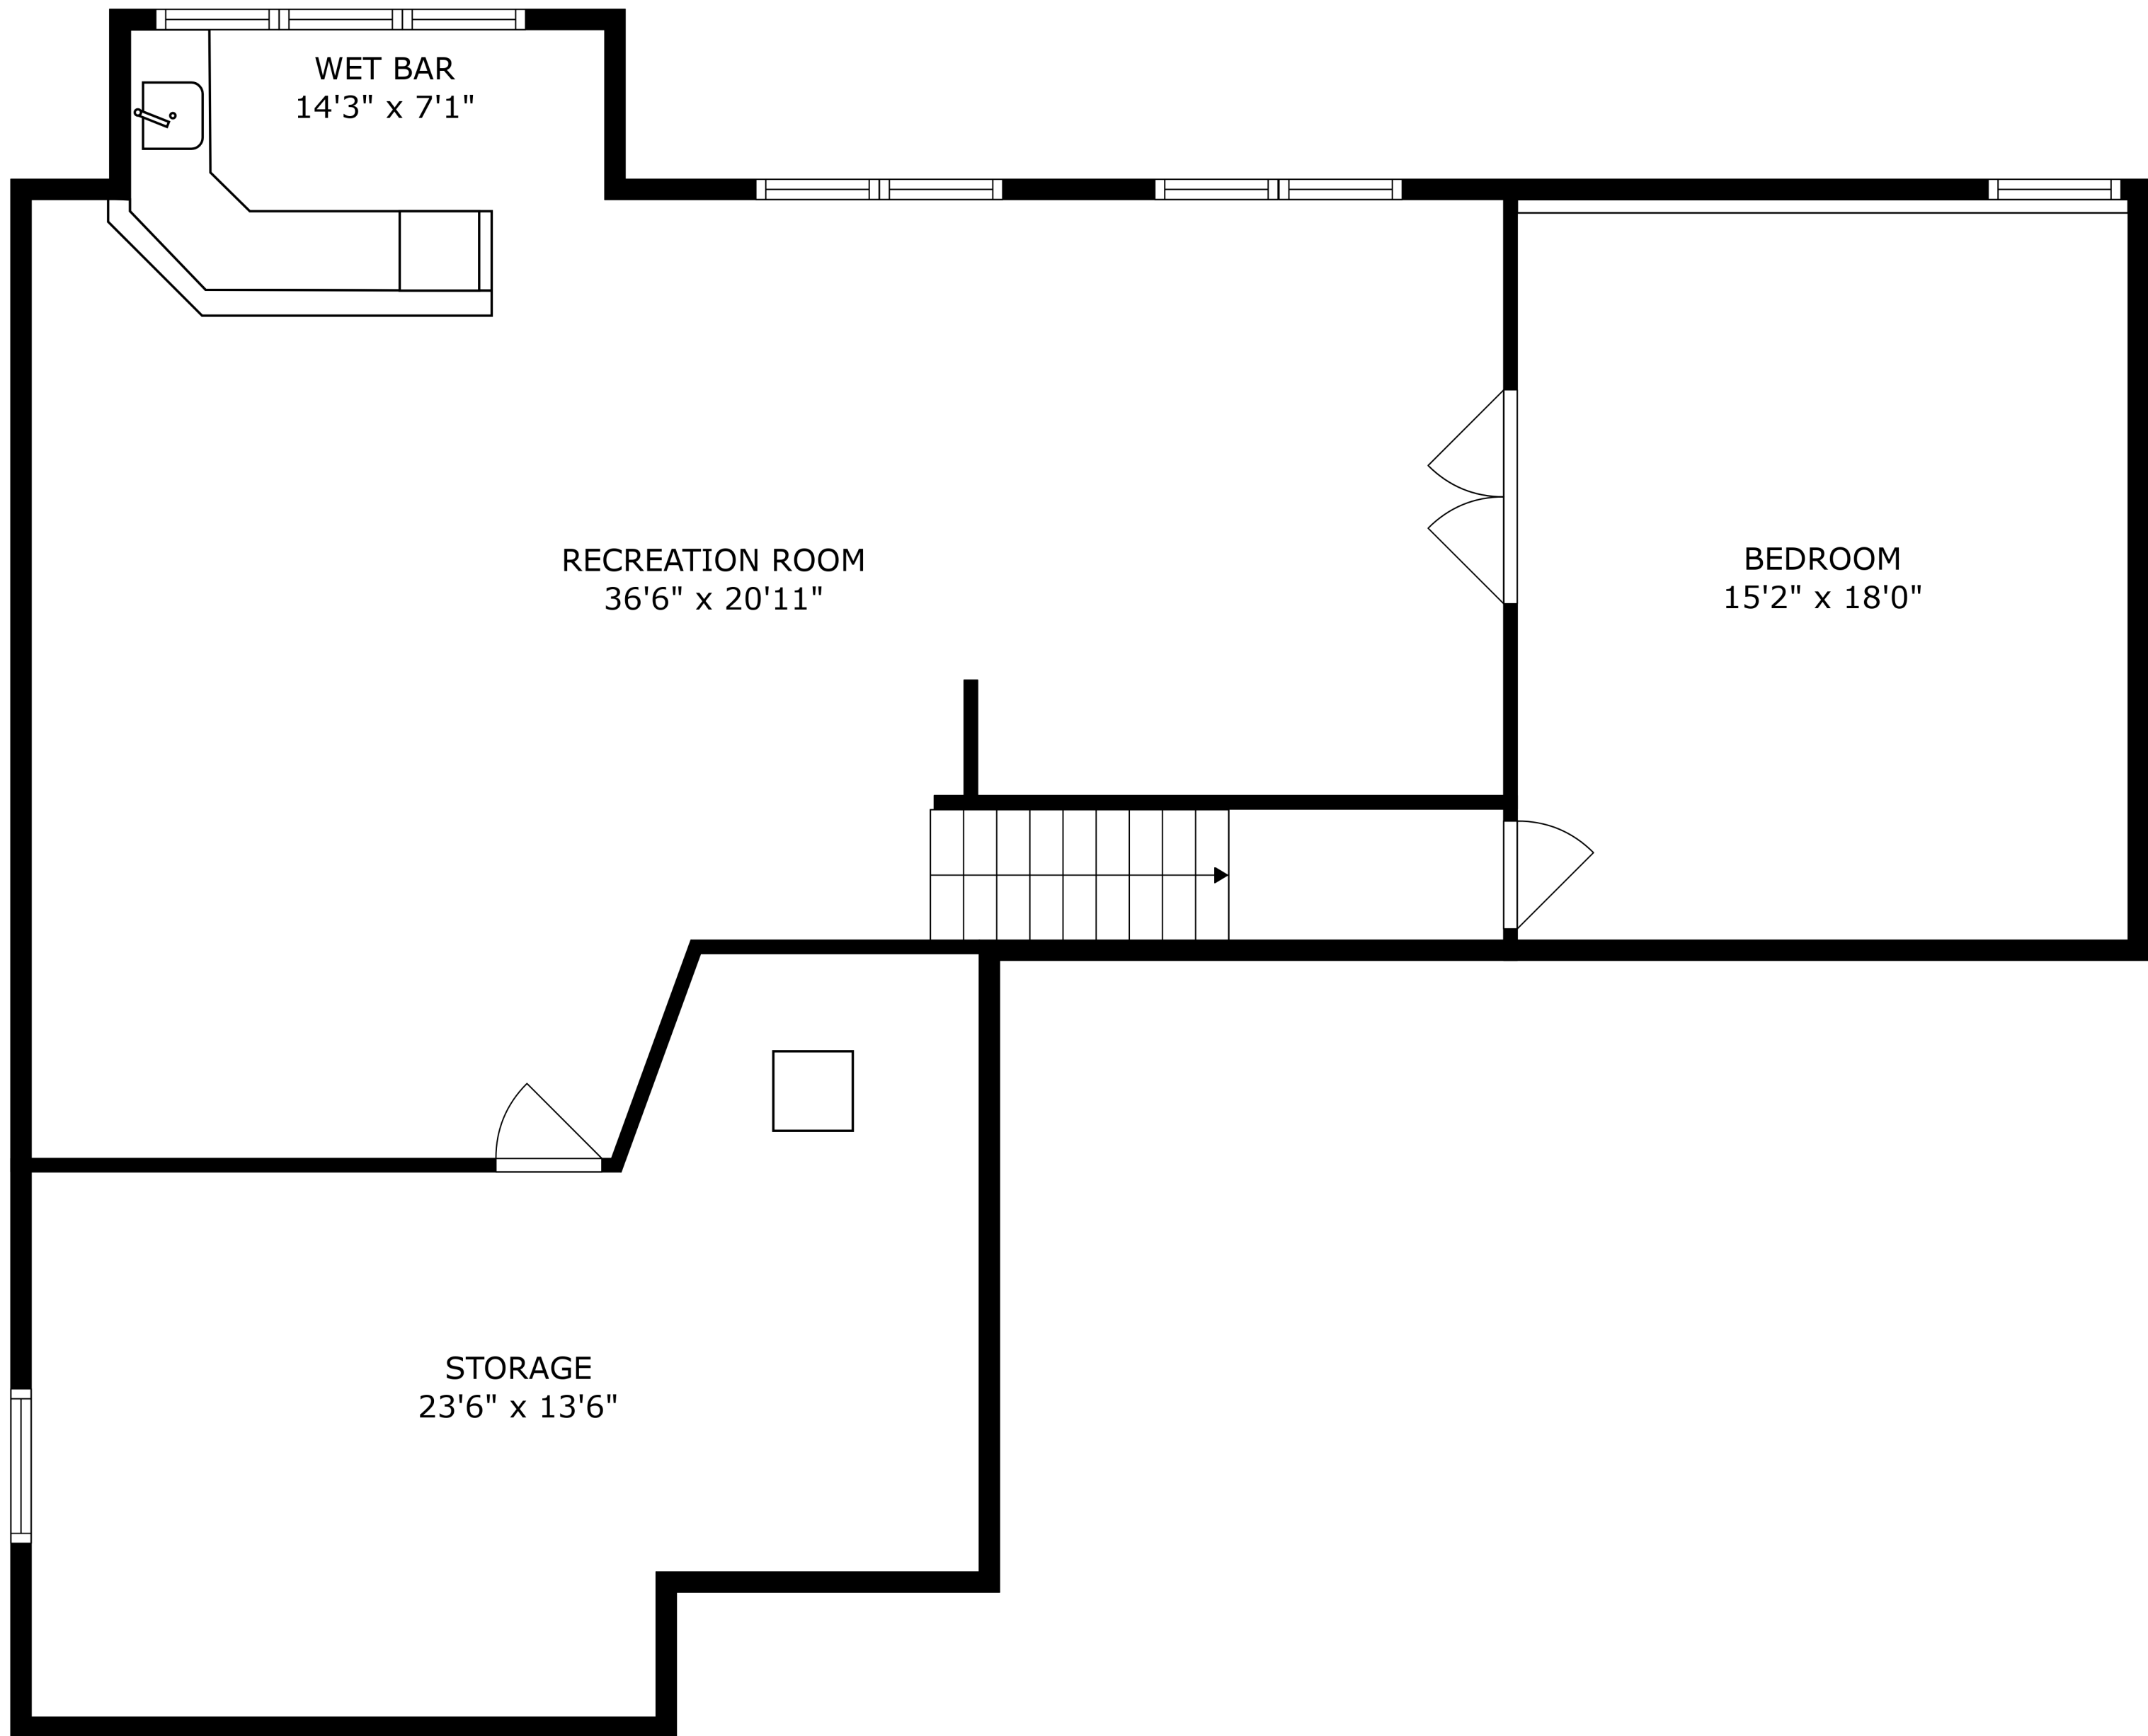 WET BAR
14'3" x 7'1"
RECREATION ROOM
36'6" x 20'11"
BEDROOM
15'2" x 18'0"
STORAGE
23'6" x 13'6"